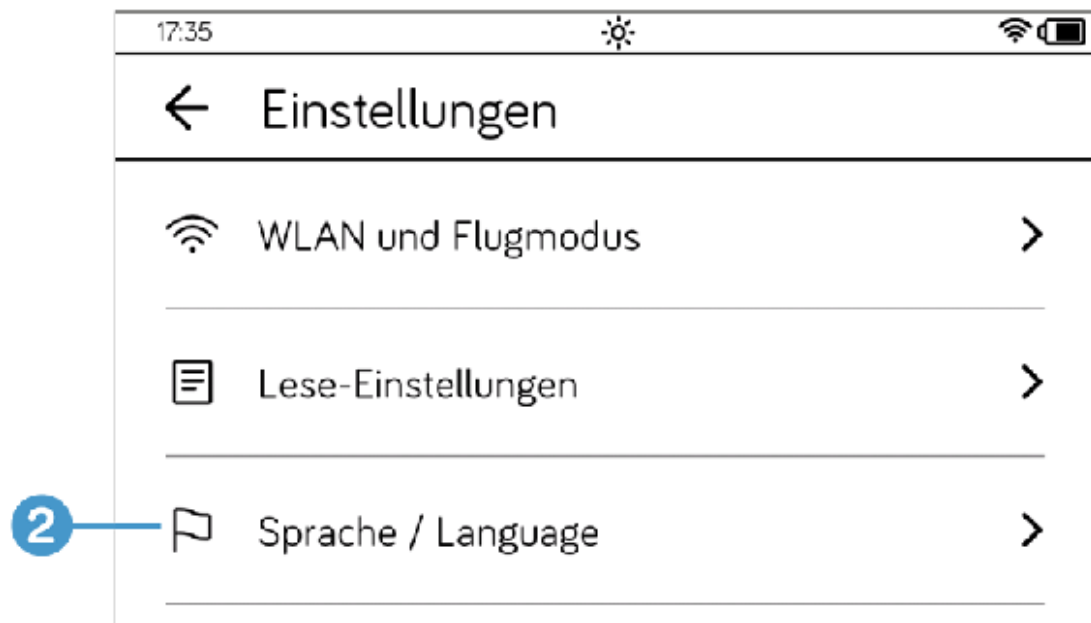 17:35
Einstellungen
WLAN und Flugmodus
Lese-Einstellungen
2 Sprache / Language